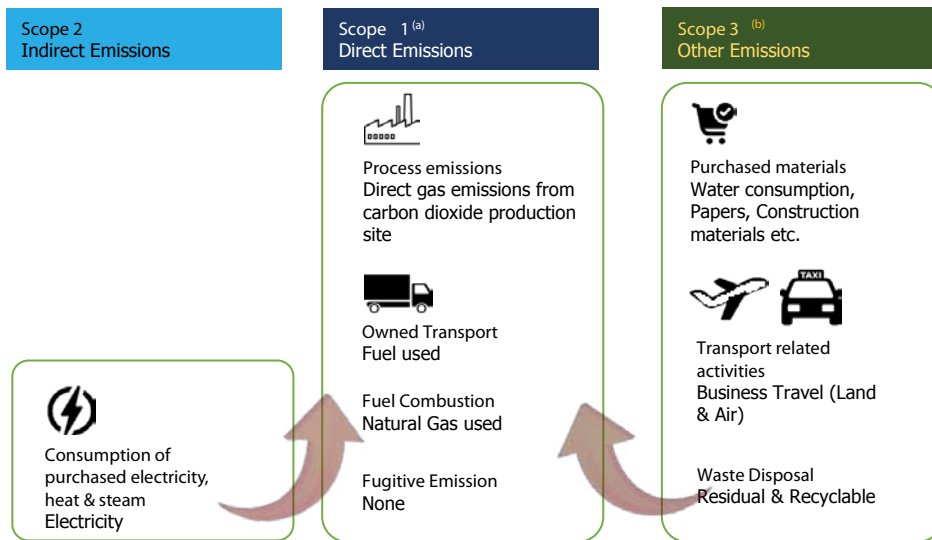 Scope 2
Indirect Emissions
Scope 1 (a)
Direct Emissions
Scope 3 (b)
Other Emissions
Consumption of
purchased electricity,
heat & steam
Electricity
Process emissions
Direct gas emissions from
carbon dioxide production
site
Owned Transport
Fuel used
Fuel Combustion
Natural Gas used
Fugitive Emission
None
Purchased materials
Water consumption,
Papers, Construction
materials etc.
TAXI
Transport related
activities
Business Travel (Land
& Air)
Waste Disposal
Residual & Recyclable